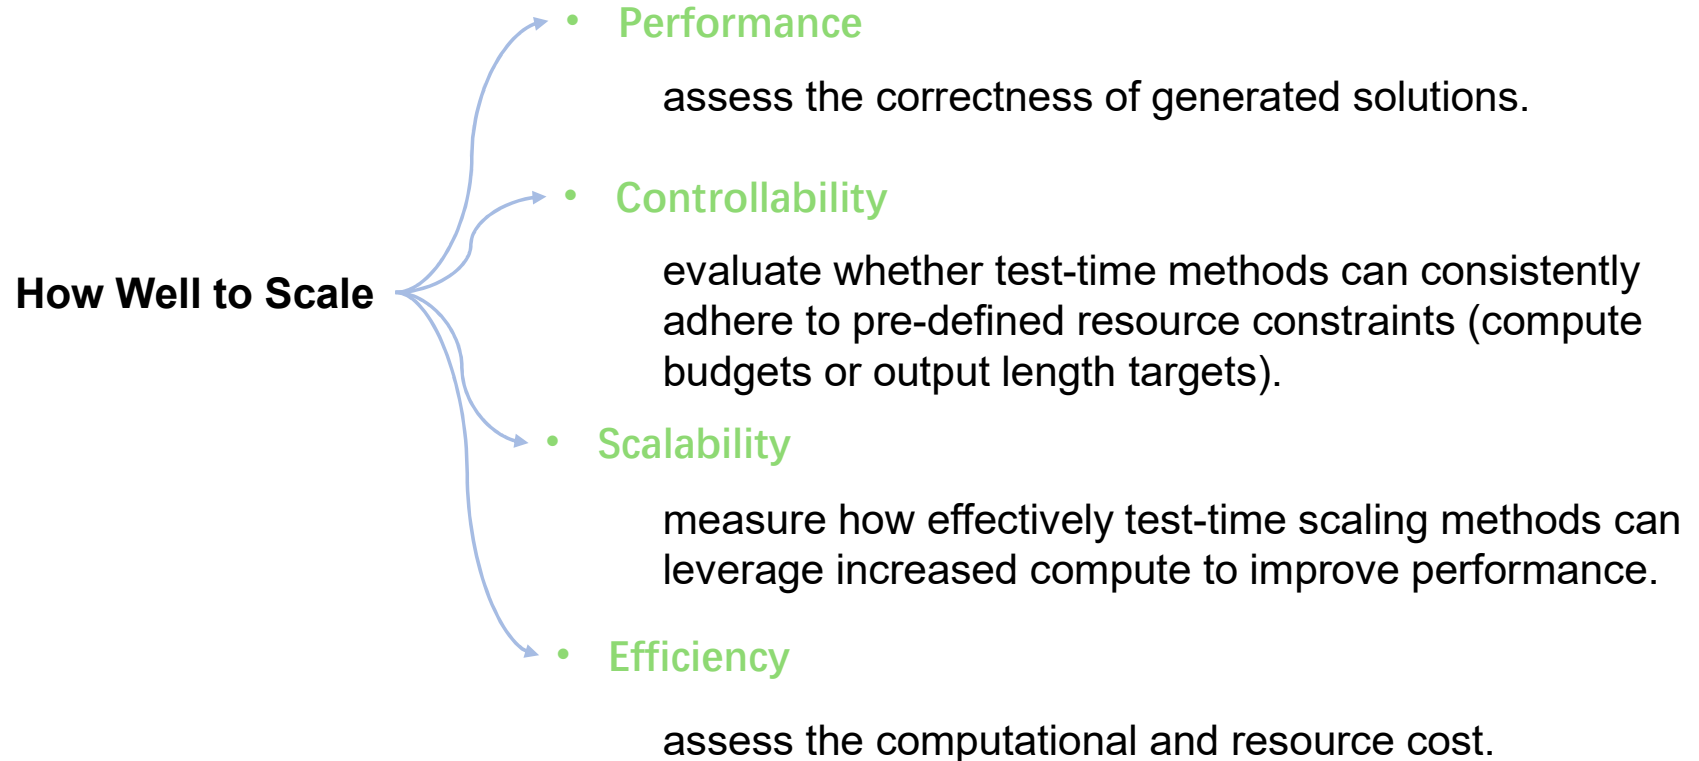 How Well to Scale
• Performance
assess the correctness of generated solutions.
• Controllability
evaluate whether test-time methods can consistently
adhere to pre-defined resource constraints (compute
budgets or output length targets).
• Scalability
measure how effectively test-time scaling methods can
leverage increased compute to improve performance.
• Efficiency
assess the computational and resource cost.